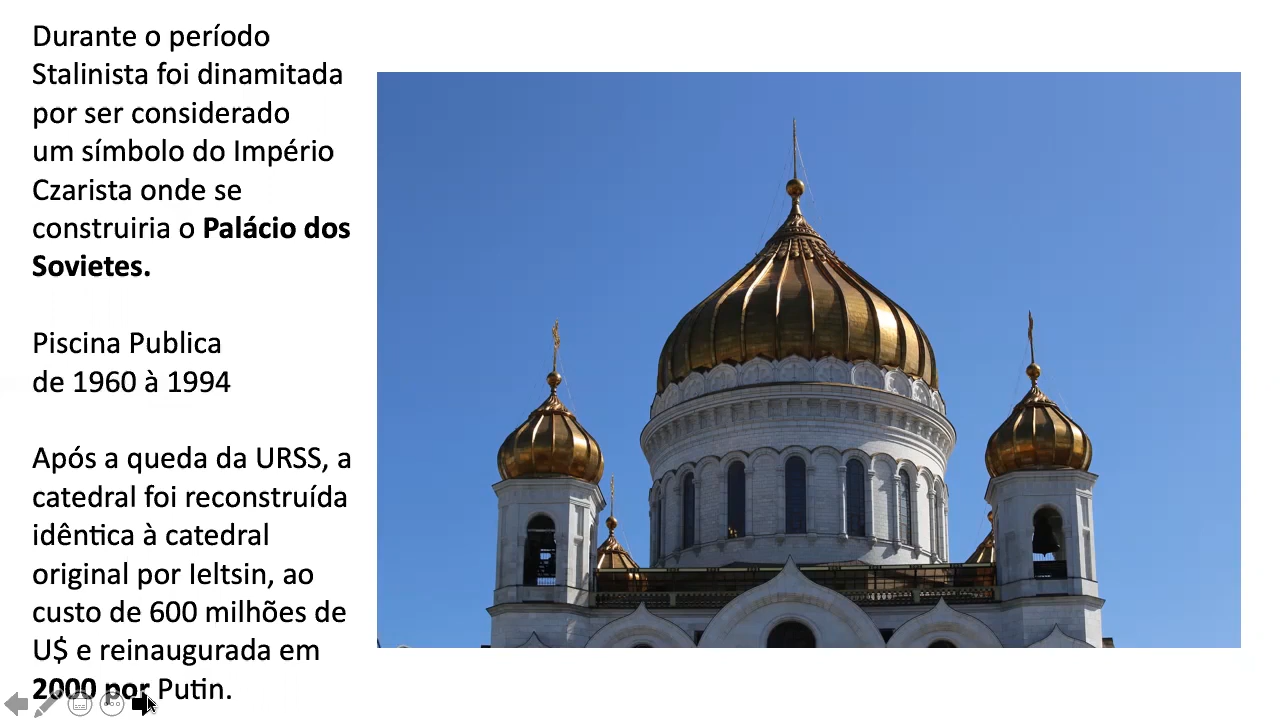 Durante o período
Stalinista foi dinamitada
por ser considerado
um símbolo do Império
Czarista onde se
construiria o Palácio dos
Sovietes.
Piscina Publica
de 1960 à 1994
Após a queda da URSS, a
catedral foi reconstruída
idêntica à catedral
original por Ieltsin, ao
custo de 600 milhões de
U$ e reinaugurada em
2000 por Putin.